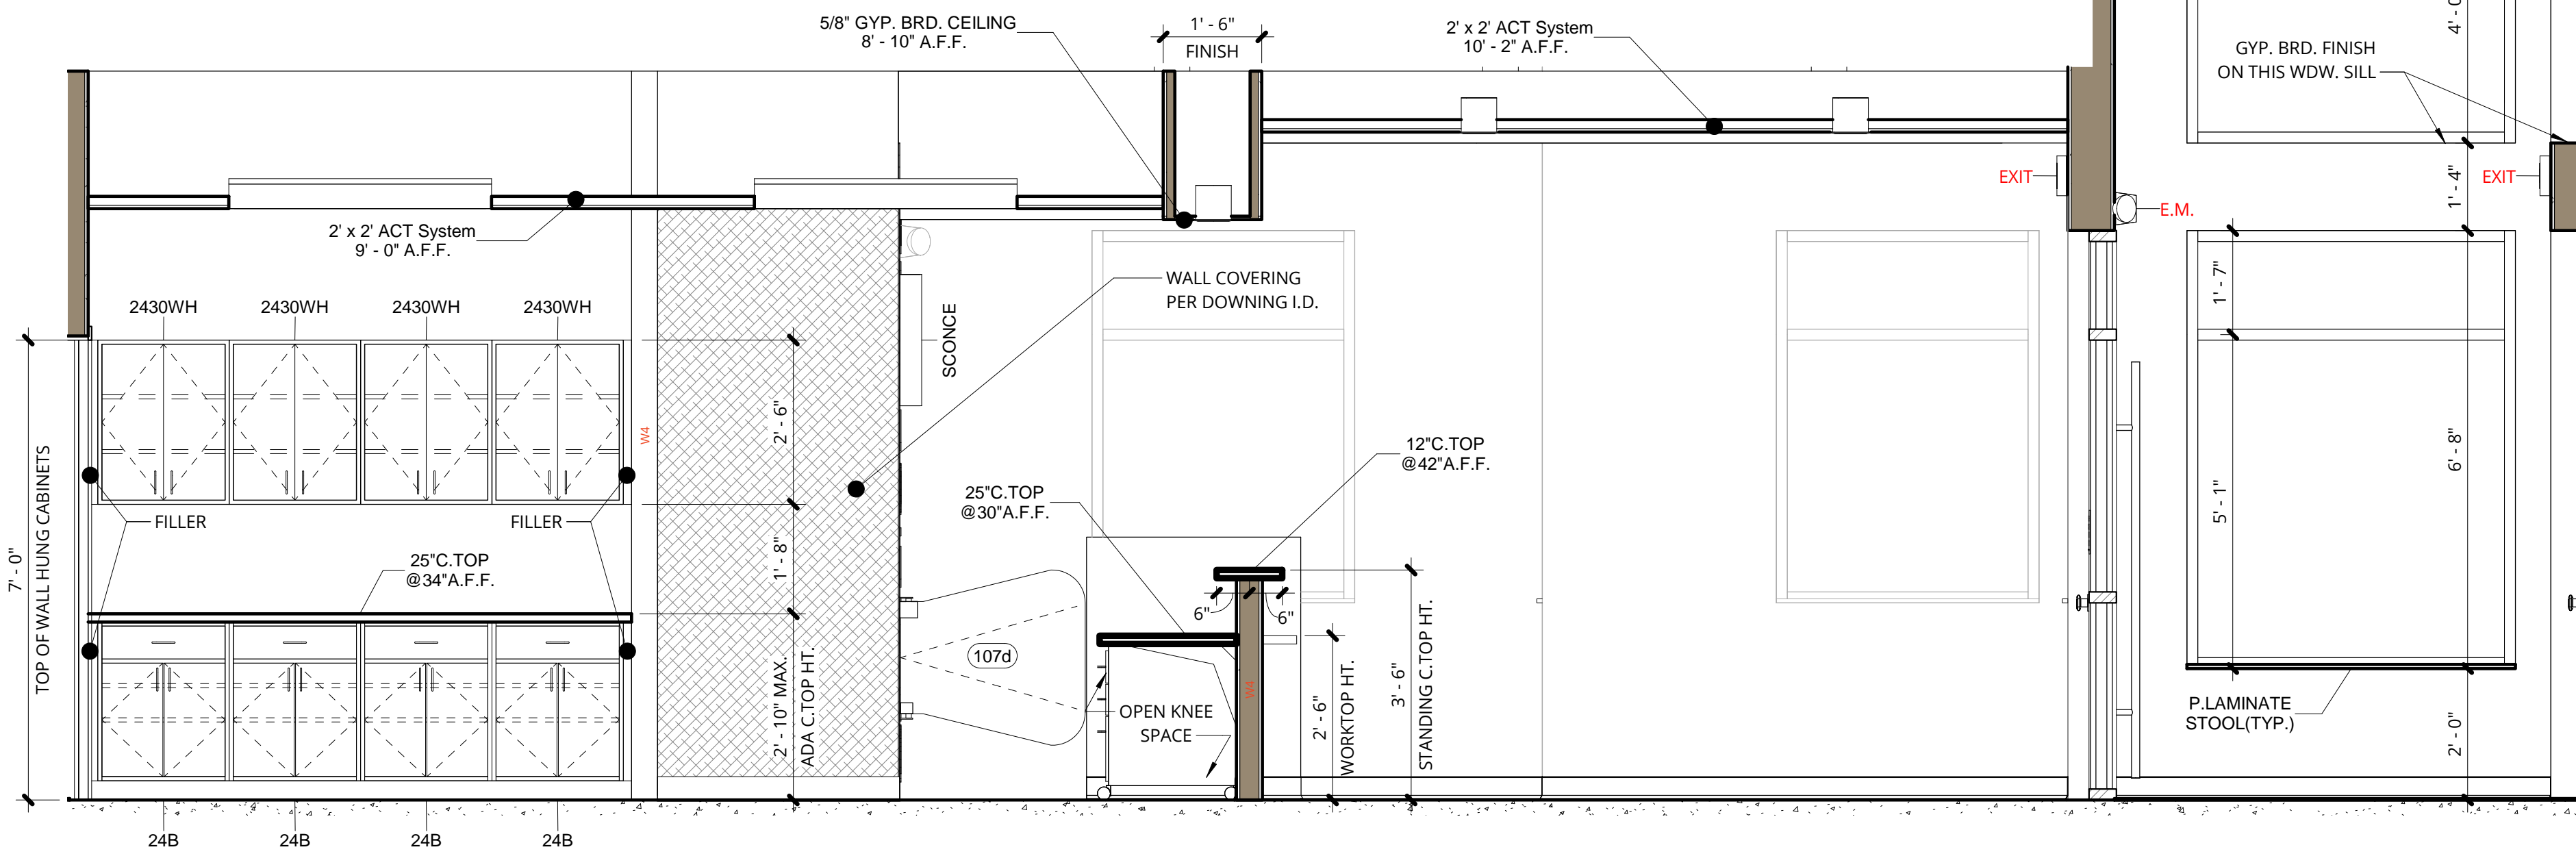 5/8" GYP. BRD. CEILING
8' - 10" A.F.F.
1' - 6"
FINISH
2' x 2' ACT System
10' - 2" A.F.F.
GYP. BRD. FINISH
ON THIS WDW. SILL
2' x 2' ACT System
9' - 0" A.F.F.
EXIT
E.M.
EXIT
1' - 4"
2430WH
2430WH
2430WH
2430WH
WALL COVERING
PER DOWNING I.D.
SCONCE
1' - 7"
W4
2' - 6"
12"C.TOP
@42"A.F.F.
25"C.TOP
@30"A.F.F.
6' - 8"
5' - 1"
FILLER
FILLER
7' - 0"
TOP OF WALL HUNG CABINETS
25"C.TOP
@34"A.F.F.
1' - 8"
6"
6"
107d
2' - 10" MAX.
ADA C.TOP HT.
OPEN KNEE
SPACE
W4
2' - 6"
WORKTOP HT.
3' - 6"
STANDING C.TOP HT.
P.LAMINATE
STOOL(TYP.)
2' - 0"
24B
24B
24B
24B